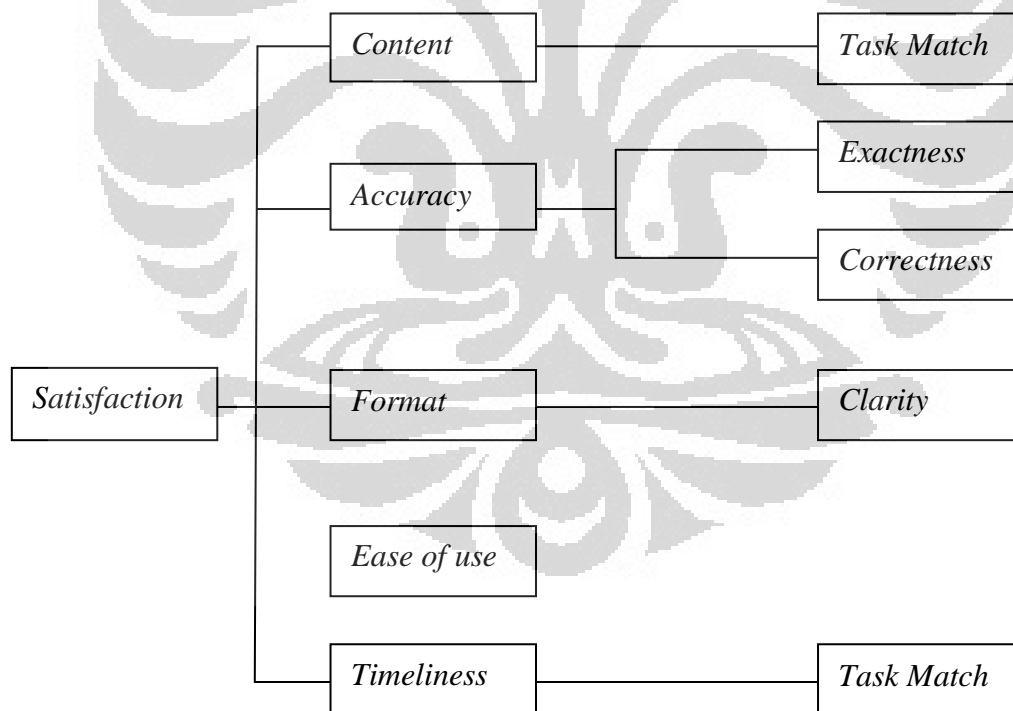 Content
Task Match
Exactness
Accuracy
Correctness
Satisfaction
Format
Clarity
Ease of use
Timeliness
Task Match